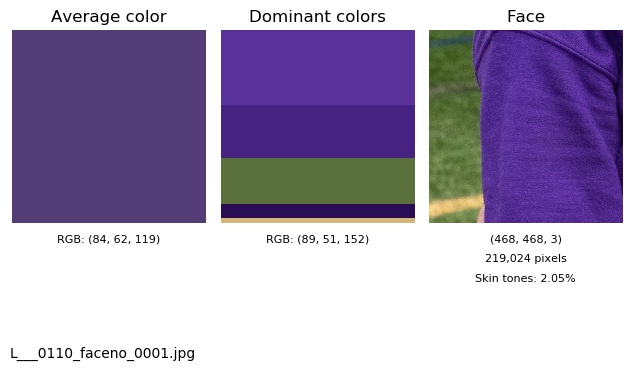 Average color
Dominant colors
Face
RGB: (84, 62, 119)
RGB: (89, 51, 152)
(468, 468, 3)
219,024 pixels
Skin tones: 2.05%
L___0110_faceno_0001.jpg